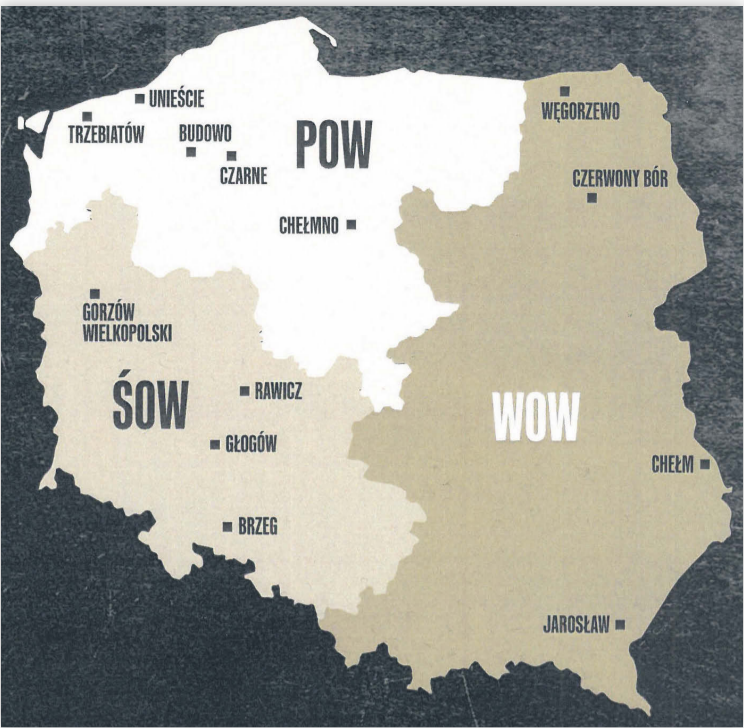 UNIEŚCIE
TRZEBIATÓW
BUDOWO
CZARNE
POW
CHEŁMNO
WĘGORZEWO
CZERWONY BÓR
GORZÓW
WIELKOPOLSKI
ŚOW
RAWICZ
GŁOGÓW
BRZEG
WOW
CHEŁM
JAROSŁAW